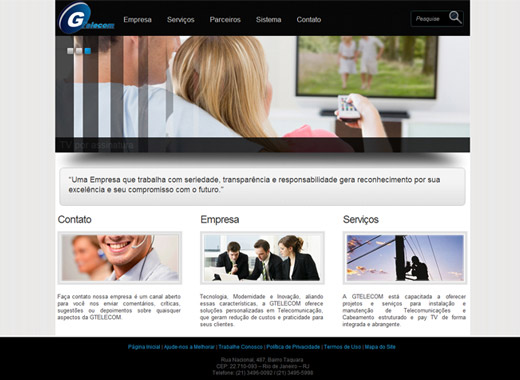 GTelecom
Empresa Serviços Parceiros Sistema Contato
Pesquise
TV por assinatura
“Uma Empresa que trabalha com seriedade, transparência e responsabilidade gera reconhecimento por sua
excelência e seu compromisso com o futuro.”
Contato
Empresa
Serviços
Faça contato nossa empresa é um canal aberto
para você nos enviar comentários, críticas,
sugestões ou depoimentos sobre quaisquer
aspectos da GTELECOM.
Tecnologia, Modernidade e Inovação, aliando
essas características, a GTELECOM oferece
soluções personalizadas em Telecomunicação,
que geram redução de custos e praticidade para
seus clientes.
A GTELECOM está capacitada a oferecer
projetos e serviços para instalação e
manutenção de Telecomunicações e
Cabeamento estruturado e pay TV de forma
integrada e abrangente.
Página Inicial | Ajude-nos a Melhorar | Trabalhe Conosco | Política de Privacidade | Termos de Uso | Mapa do Site
Rua Nacional, 487, Bairro Taquara
CEP: 22.710-093 – Rio de Janeiro – RJ
Telefone: (21) 3496-0092 / (21) 3495-5998